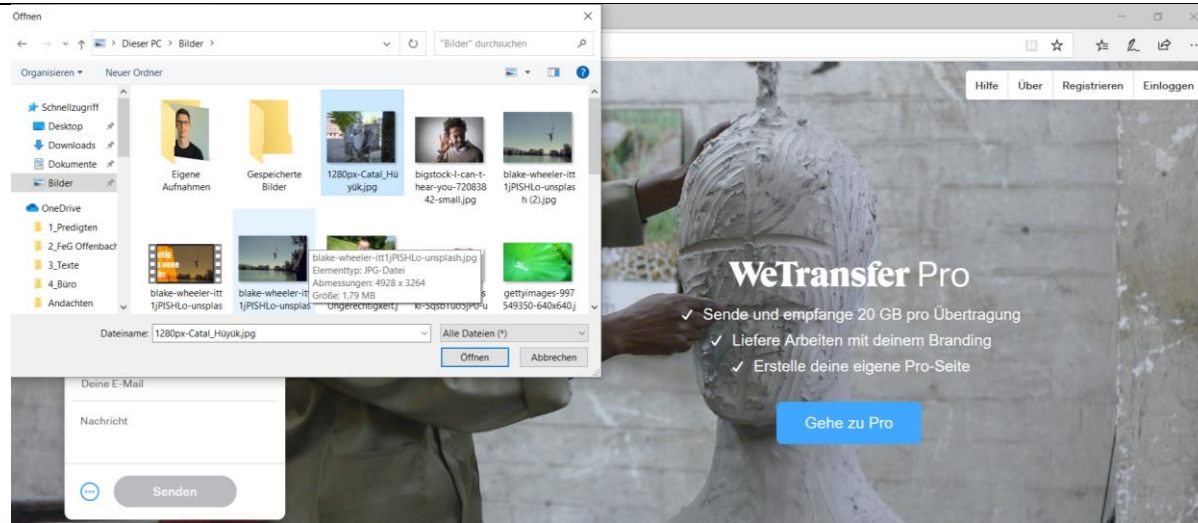 Öffnen
Dieser PC > Bilder >
"Bilder" durchsuchen
Organisieren
Neuer Ordner
Schnellzugriff
Desktop
Downloads
Dokumente
Bilder
OneDrive
1_Predigten
2_FeG Offenbach
3_Texte
4_Büro
Andachten
Eigene
Aufnahmen
Gespeicherte
Bilder
1280px-Catal_Hü
yük.jpg
bigstock-I-can-t-
hear-you-720838
42-small.jpg
blake-wheeler-itt
1jPISHLo-unsplas
h (2).jpg
blake-wheeler-itt
1jPISHLo-unsplas
blake-wheeler-itt
1jPISHLo-unsplas
blake-wheeler-itt1jPISHLo-unsplash.jpg
Elementtyp: JPG-Datei
Abmessungen: 4928 x 3264
Größe: 1,79 MB
Ungerechtigkeit.j
gettyimages-997
549350-640x640.j
Dateiname:
1280px-Catal_Hüyük.jpg
Alle Dateien (*)
Öffnen
Abbrechen
Deine E-Mail
Nachricht
Senden
Hilfe
Über
Registrieren
Einloggen
WeTransfer Pro
✓ Sende und empfange 20 GB pro Übertragung
✓ Liefere Arbeiten mit deinem Branding
✓ Erstelle deine eigene Pro-Seite
Gehe zu Pro